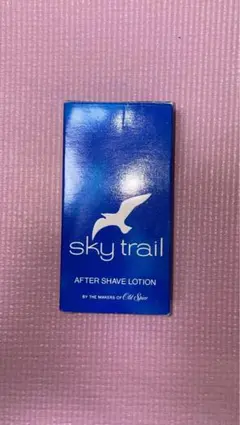 sky trail
AFTER SHAVE LOTION
BY THE MAKERS OF Old Spice